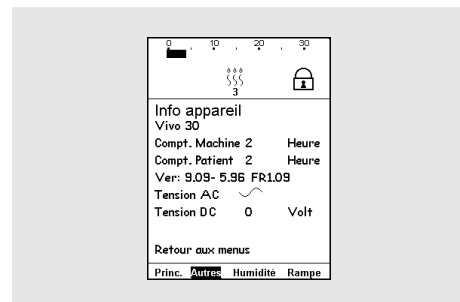 0 10 20 30
3
1
Info appareil
Vivo 30
Compt. Machine 2 Heure
Compt. Patient 2 Heure
Ver: 9.09- 5.96 FR1.09
Tension AC
Tension DC 0 Volt
Retour aux menus
Princ. Autres Humidité Rampe